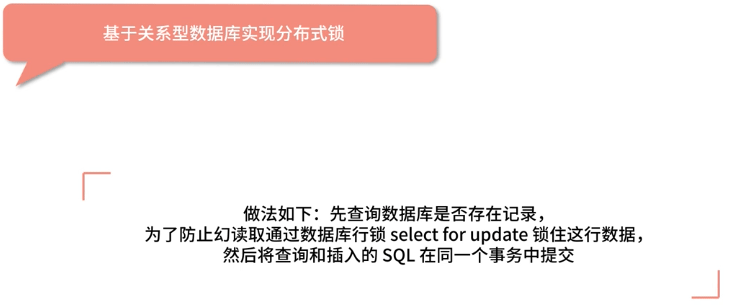 基于关系型数据库实现分布式锁
做法如下：先查询数据库是否存在记录，
为了防止幻读取通过数据库行锁 select for update 锁住这行数据，
然后将查询和插入的 SQL 在同一个事务中提交